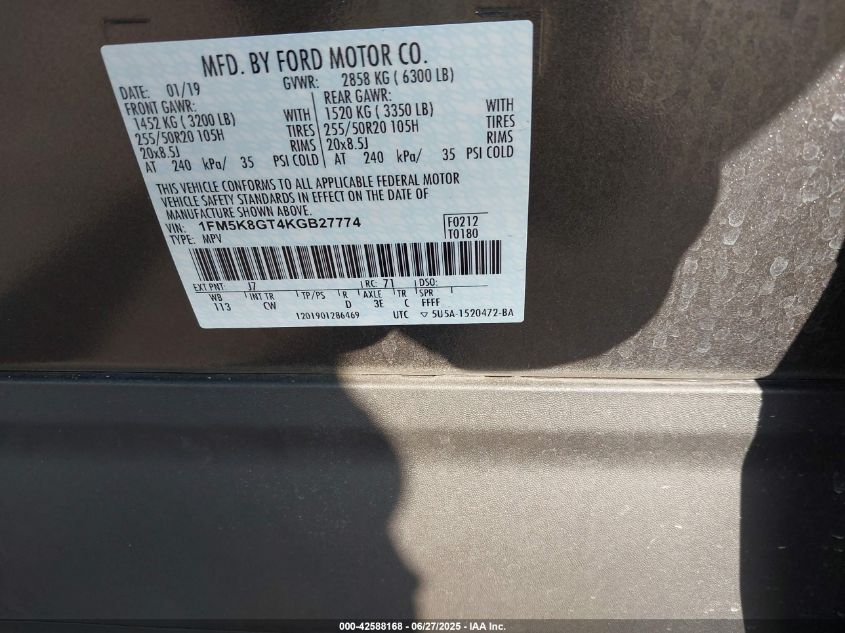 MFD. BY FORD MOTOR CO.
DATE: 01/19 GVWR: 2858 KG ( 6300 LB)
FRONT GAWR: REAR GAWR:
1452 KG ( 3200 LB) WITH 1520 KG ( 3350 LB) WITH
255/50R20 105H TIRES 255/50R20 105H TIRES
20x8.5J RIMS 20x8.5J RIMS
AT 240 kPa/ 35 PSI COLD AT 240 kPa/ 35 PSI COLD
THIS VEHICLE CONFORMS TO ALL APPLICABLE FEDERAL MOTOR
VEHICLE SAFETY STANDARDS IN EFFECT ON THE DATE OF
MANUFACTURE SHOWN ABOVE.
VIN: 1FM5K8GT4KGB27774 F0212
TYPE: MPV T0180
EXT PNT: J7 RC: 71 DSO:
WB INT TR TP/PS R AXLE TR SPR
113 CW D 3E C FFFF
1201901286469 UTC ▽ 5U5A-1520472-BA
000-42588168 - 06/27/2025 - IAA Inc.